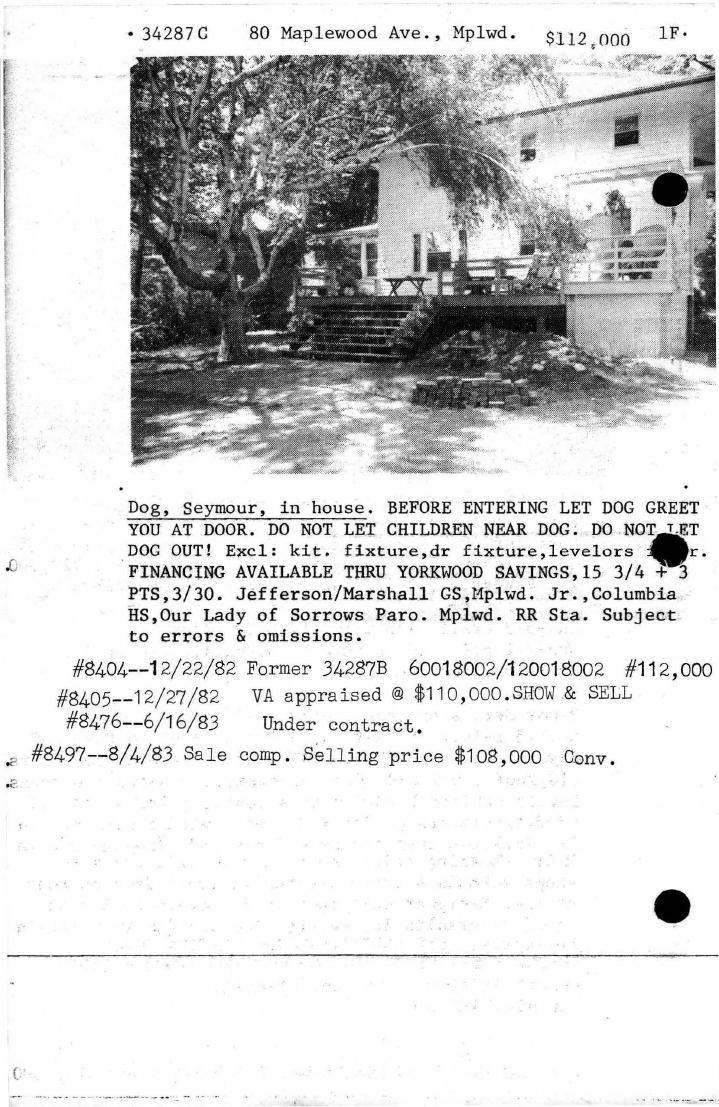 34287C 80 Maplewood Ave., Mplwd. $112,000 1F
Dog, Seymour, in house. BEFORE ENTERING LET DOG GREET
YOU AT DOOR. DO NOT LET CHILDREN NEAR DOG. DO NOT LET
DOG OUT! Excl: kit. fixture,dr fixture,levelors
FINANCING AVAILABLE THRU YORKWOOD SAVINGS,15 3/4 + 3
PTS,3/30. Jefferson/Marshall GS,Mplwd. Jr.,Columbia
HS,Our Lady of Sorrows Paro. Mplwd. RR Sta. Subject
to errors & omissions.
#8404--12/22/82 Former 34287B 60018002/120018002 #112,000
#8405--12/27/82 VA appraised @ $110,000.SHOW & SELL
#8476--6/16/83 Under contract.
#8497--8/4/83 Sale comp. Selling price $108,000 Conv.